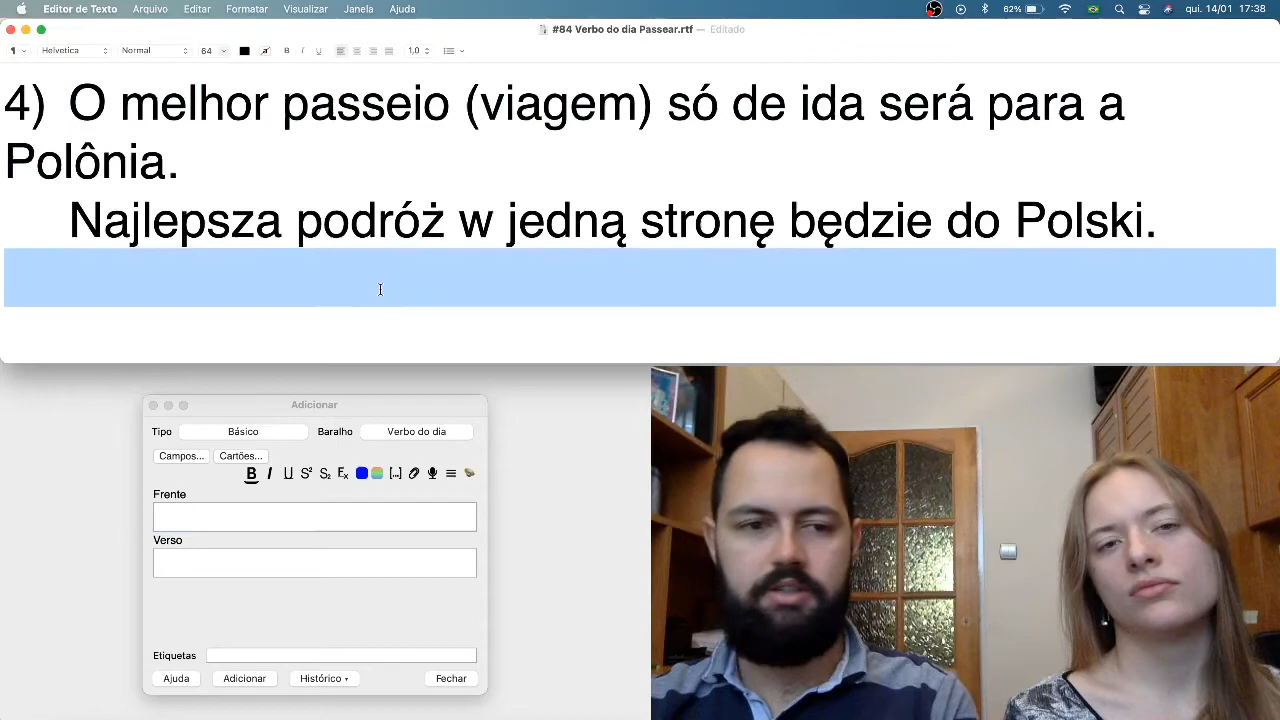 Editor de Texto Arquivo Editar Formatar Visualizar Janela Ajuda 82% qui. 14/01 17:38
#84 Verbo do dia Passear.rtf — Editado
¶ Helvetica Normal 64 B I U 1,0
4) O melhor passeio (viagem) só de ida será para a
Polônia.
Najlepsza podróż w jedną stronę będzie do Polski.
Adicionar
Tipo Básico Baralho Verbo do dia
Campos... Cartões...
B I U S² S₂ Ex [...]
Frente
Verso
Etiquetas
Ajuda Adicionar Histórico Fechar